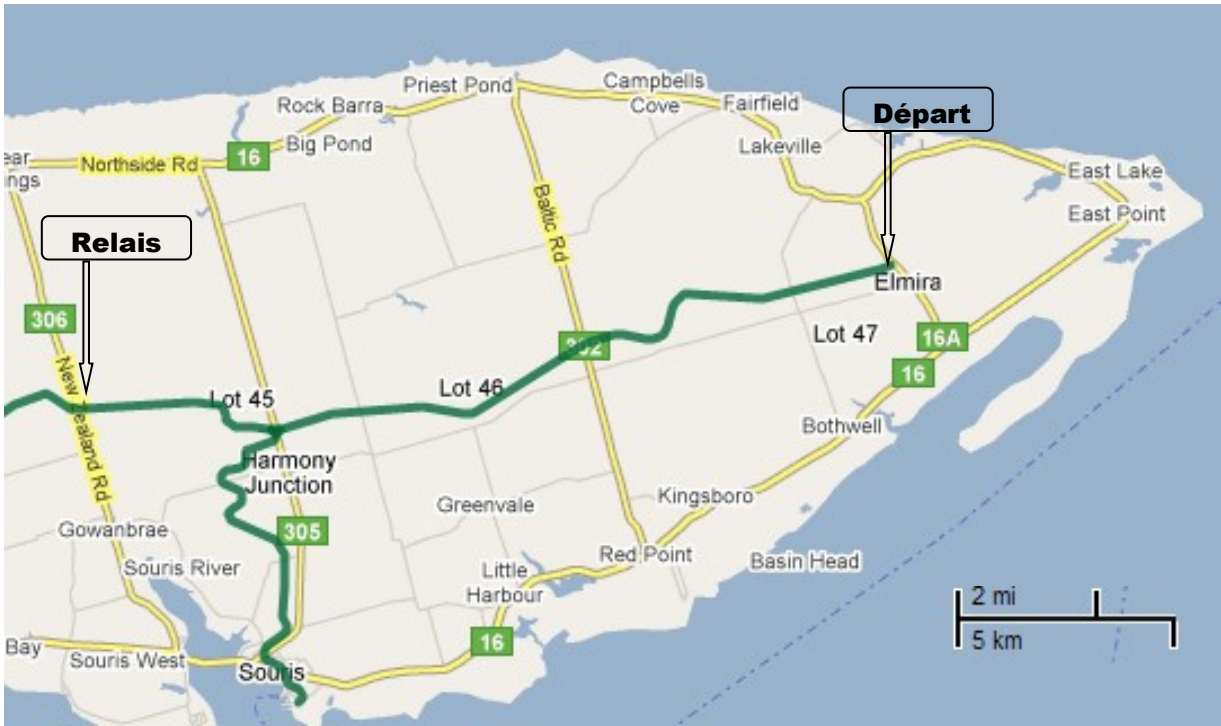 Priest Pond
Campbells
Cove
Rock Barra
Fairfield
Départ
Big Pond
Lakeville
16
Northside Rd
ear
ngs
East Lake
East Point
Relais
Baltic Rd
Elmira
306
Lot 47
16A
302
16
New Zealand Rd
Lot 45
Lot 46
Harmony
Junction
Bothwell
Kingsboro
Greenvale
Gowanbrae
305
Red Point
Basin Head
Souris River
Little
Harbour
2 mi
5 km
Bay
Souris West
16
Souris